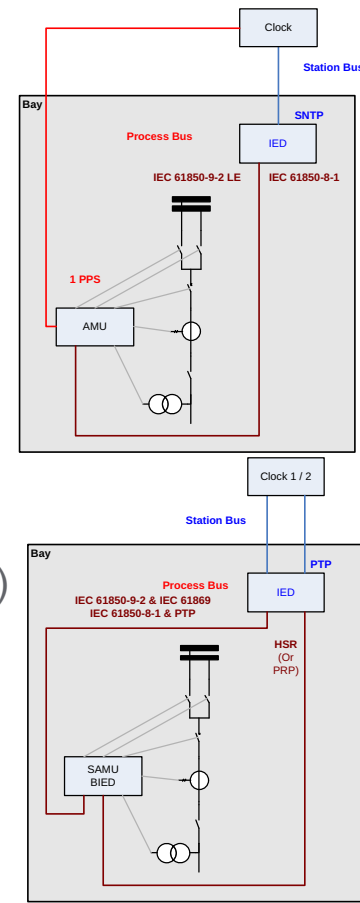 Clock
Station Bus
Bay
SNTP
Process Bus
IED
IEC 61850-9-2 LE
IEC 61850-8-1
1 PPS
AMU
Clock 1 / 2
Station Bus
Bay
PTP
Process Bus
IED
IEC 61850-9-2 & IEC 61869
IEC 61850-8-1 & PTP
HSR
(Or
PRP)
SAMU
BIED